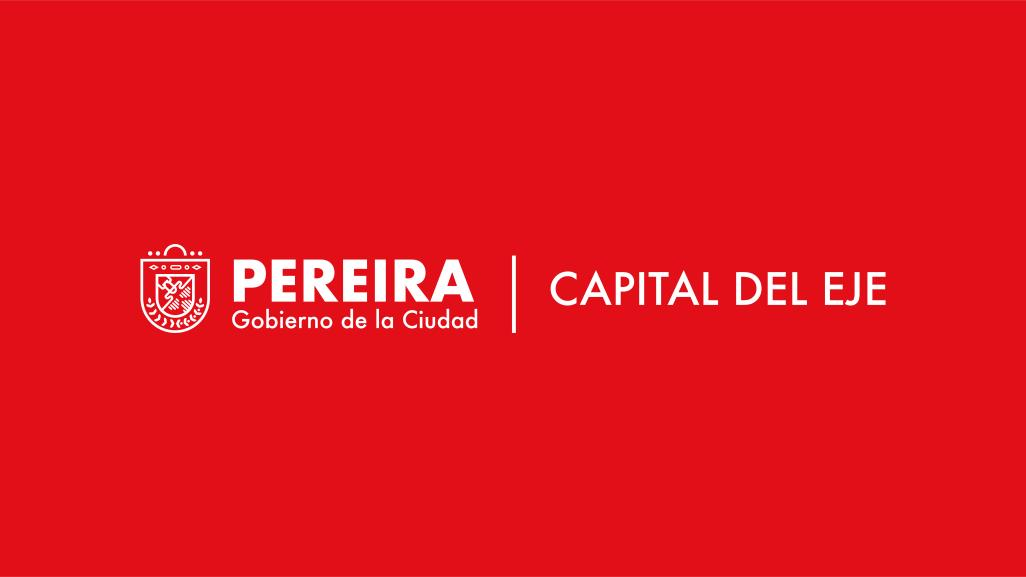 PEREIRA
Gobierno de la Ciudad
CAPITAL DEL EJE